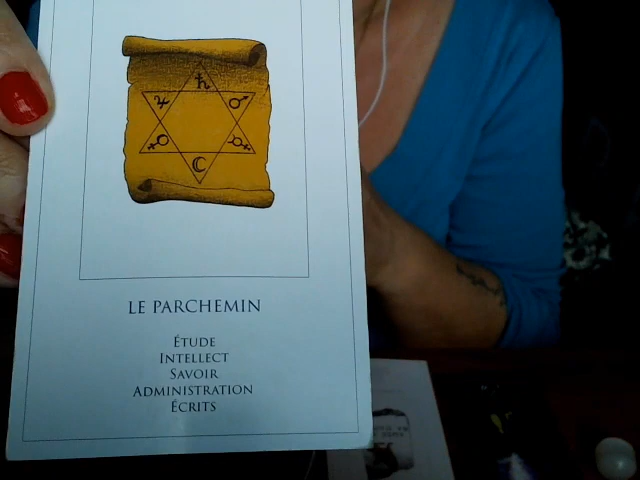 LE PARCHEMIN
ÉTUDE
INTELLECT
SAVOIR
ADMINISTRATION
ÉCRITS